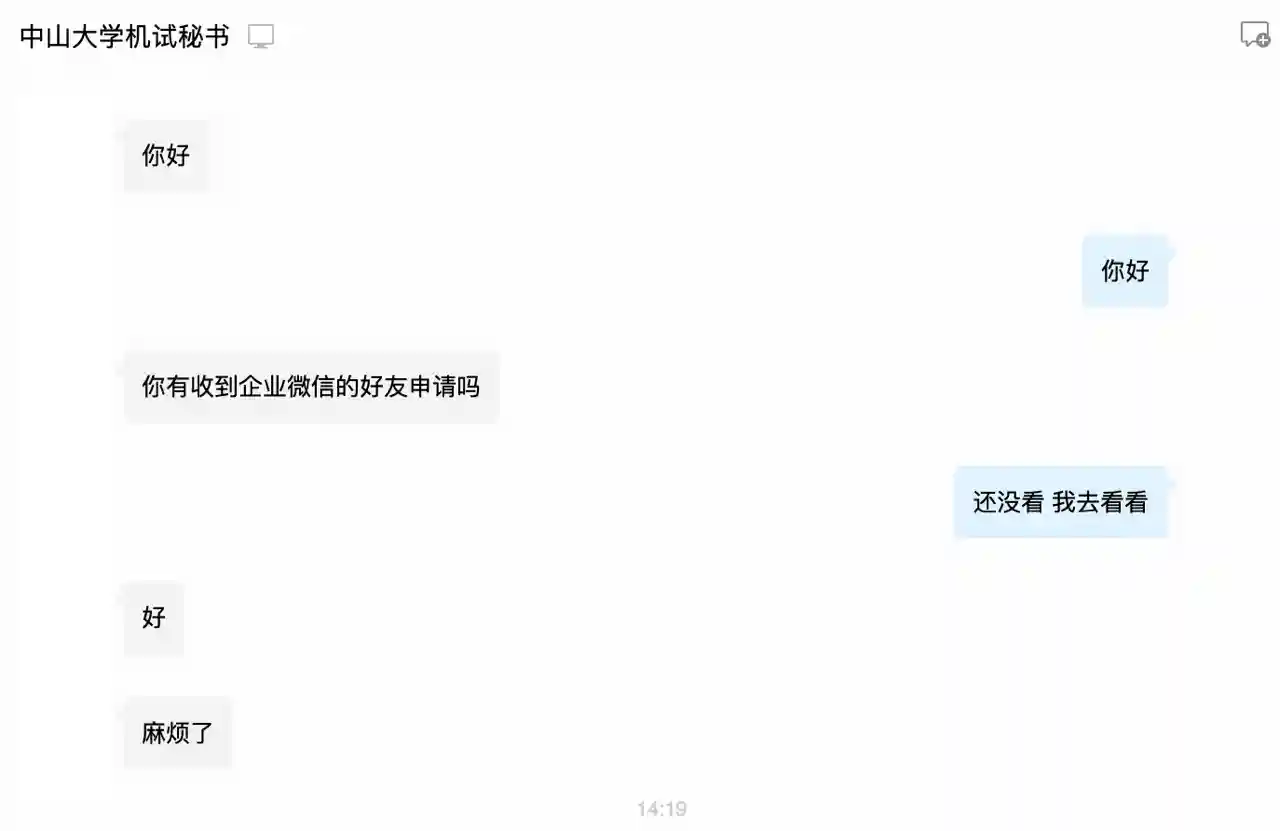 中山大学机试秘书
你好
你好
你有收到企业微信的好友申请吗
还没看 我去看看
好
麻烦了
14:19